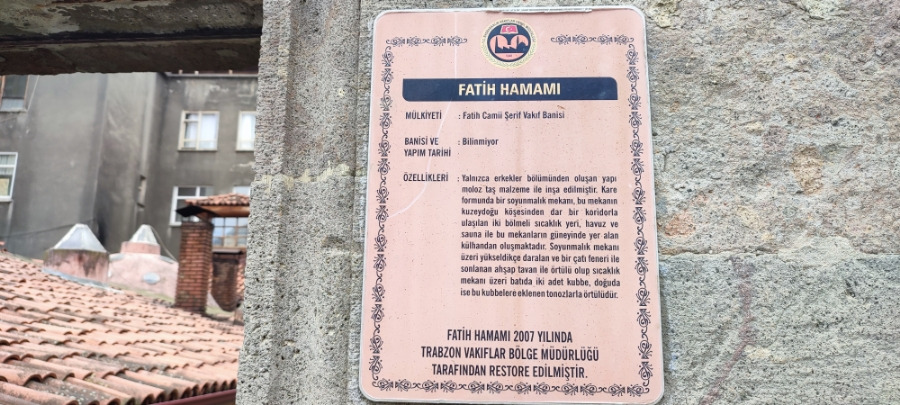 FATİH HAMAMI
MÜLKİYETİ : Fatih Camii Şerif Vakıf Banisi
BANİSİ VE
YAPIM TARİHİ : Bilinmiyor
ÖZELLİKLERİ : Yalnızca erkekler bölümünden oluşan yapı
moloz taş malzeme ile inşa edilmiştir. Kare
formunda bir soyunmalık mekanı, bu mekanın
kuzeydoğu köşesinden dar bir koridorla
ulaşılan iki bölmeli sıcaklık yeri, havuz ve
sauna ile bu mekanların güneyinde yer alan
külhandan oluşmaktadır. Soyunmalık mekanı
üzeri yükseldikçe daralan ve bir çatı feneri ile
sonlanan ahşap tavan ile örtülü olup sıcaklık
mekanı üzeri batıda iki adet kubbe, doğuda
ise bu kubbelere eklenen tonozlarla örtülüdür.
FATİH HAMAMI 2007 YILINDA
TRABZON VAKIFLAR BÖLGE MÜDÜRLÜĞÜ
TARAFINDAN RESTORE EDİLMİŞTİR.